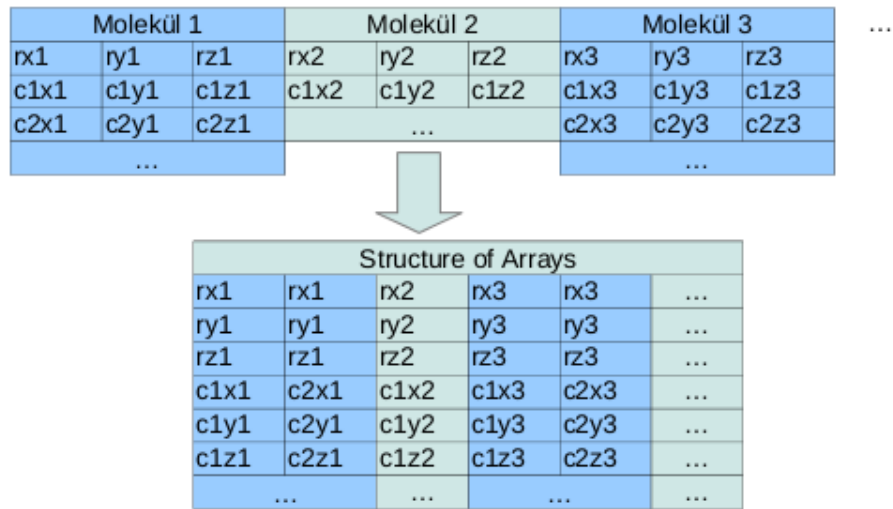 Molekül 1 Molekül 2 Molekül 3 ...
rx1 ry1 rz1 rx2 ry2 rz2 rx3 ry3 rz3
c1x1 c1y1 c1z1 c1x2 c1y2 c1z2 c1x3 c1y3 c1z3
c2x1 c2y1 c2z1 ... c2x3 c2y3 c2z3
... ...
Structure of Arrays
rx1 rx1 rx2 rx3 rx3 ...
ry1 ry1 ry2 ry3 ry3 ...
rz1 rz1 rz2 rz3 rz3 ...
c1x1 c2x1 c1x2 c1x3 c2x3 ...
c1y1 c2y1 c1y2 c1y3 c2y3 ...
c1z1 c2z1 c1z2 c1z3 c2z3 ...
... ... ... ...